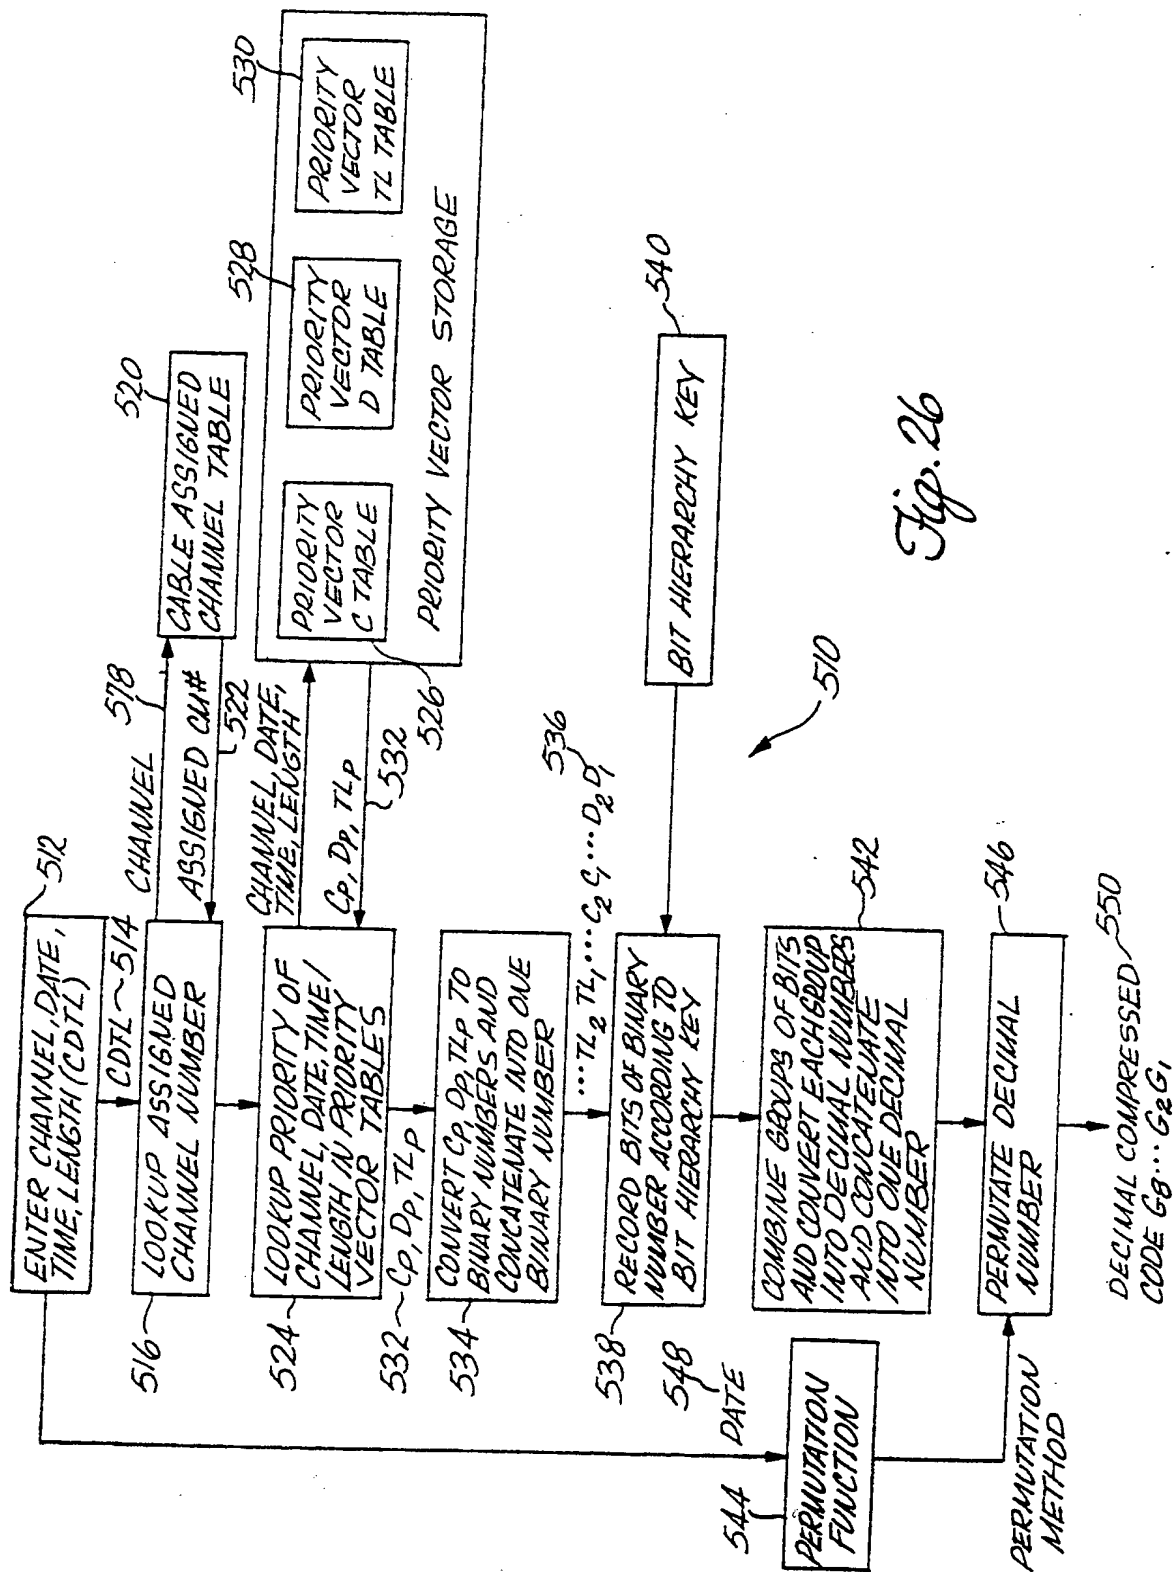 512
ENTER CHANNEL, DATE,
TIME, LENGTH (CDTL)
CDTL~514
516
LOOKUP ASSIGNED
CHANNEL NUMBER
CHANNEL
578
ASSIGNED CH#
522
520
CABLE ASSIGNED
CHANNEL TABLE
524
LOOKUP PRIORITY OF
CHANNEL, DATE, TIME/
LENGTH IN PRIORITY
VECTOR TABLES
CHANNEL, DATE,
TIME, LENGTH
CP, DP, TLP
532
PRIORITY
VECTOR
C TABLE
526
PRIORITY
VECTOR
D TABLE
528
PRIORITY
VECTOR
TL TABLE
530
PRIORITY VECTOR STORAGE
532~CP, DP, TLP
534
CONVERT CP, DP, TLP TO
BINARY NUMBERS AND
CONCATENATE INTO ONE
BINARY NUMBER
...TL2 TL1...C2 C1...D2 D1
536
538
RECORD BITS OF BINARY
NUMBER ACCORDING TO
BIT HIERARCHY KEY
BIT HIERARCHY KEY
540
510
542
COMBINE GROUPS OF BITS
AND CONVERT EACH GROUP
INTO DECIMAL NUMBERS
AND CONCATENATE
INTO ONE DECIMAL
NUMBER
548
DATE
544
PERMUTATION
FUNCTION
PERMUTATION
METHOD
546
PERMUTATE DECIMAL
NUMBER
DECIMAL COMPRESSED
CODE G8....G2G1
550
Fig. 26